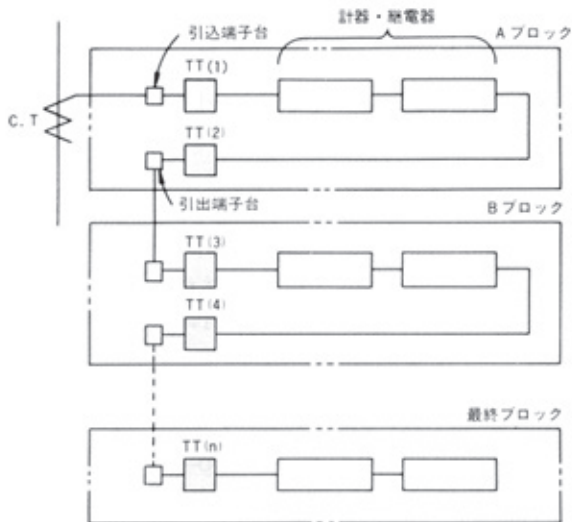 引込端子台
計器・継電器
Aブロック
TT(1)
C.T
TT(2)
引出端子台
Bブロック
TT(3)
TT(4)
最終ブロック
TT(n)